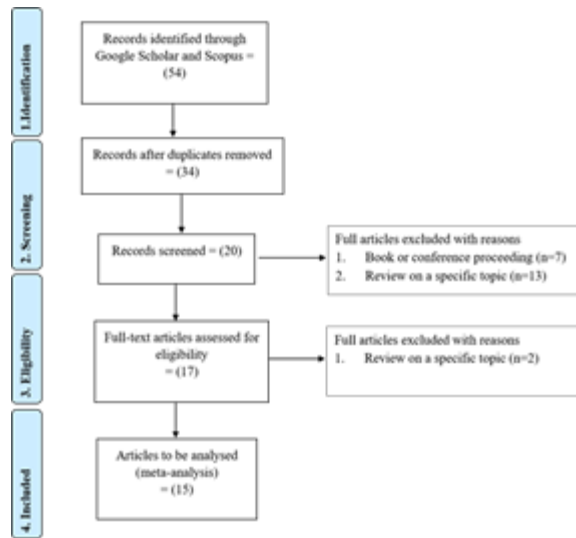 1.Identification
Records identified through
Google Scholar and Scopus =
(54)
Records after duplicates removed
= (34)
2. Screening
Records screened = (20)
Full articles excluded with reasons
1. Book or conference proceeding (n=7)
2. Review on a specific topic (n=13)
3. Eligibility
Full-text articles assessed for
eligibility
= (17)
Full articles excluded with reasons
1. Review on a specific topic (n=2)
4. Included
Articles to be analysed
(meta-analysis)
= (15)